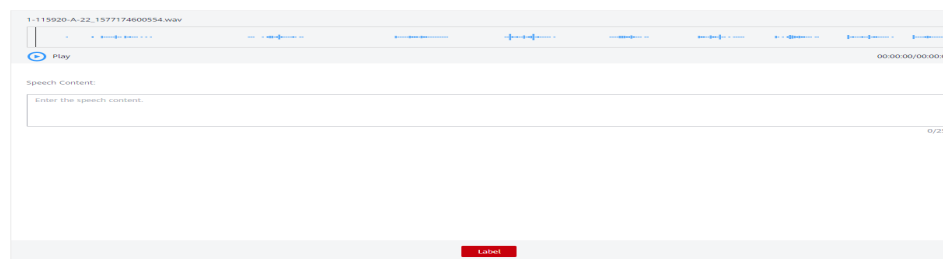 1-115920-A-22_1577174600554.wav
Play
00:00:00/00:00:
Speech Content:
Enter the speech content.
0/2
Label